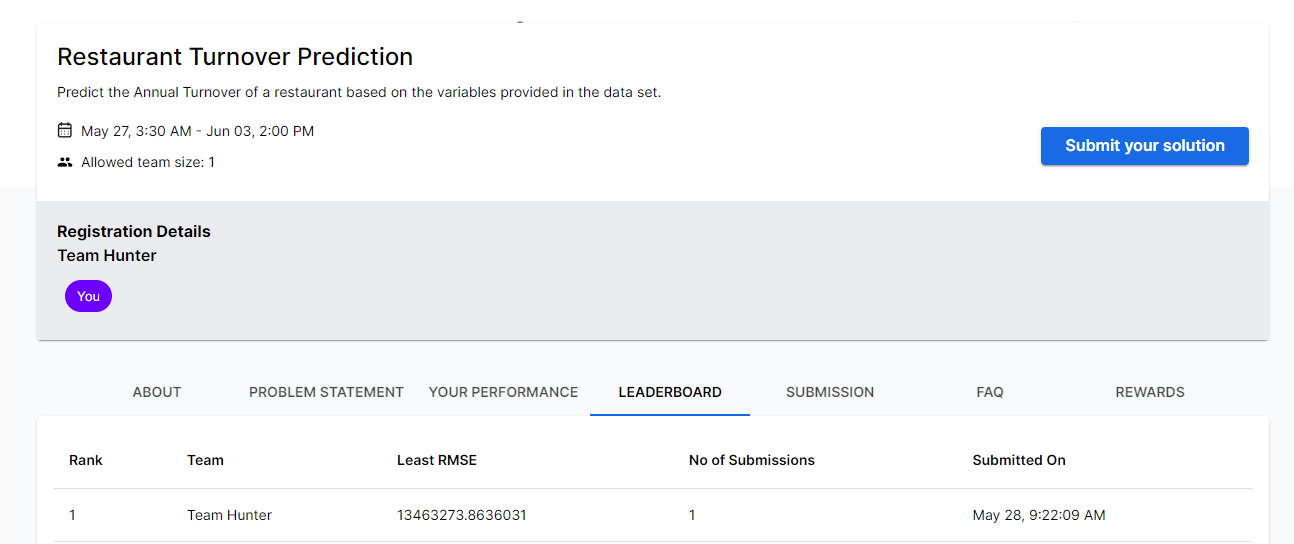 Restaurant Turnover Prediction
Predict the Annual Turnover of a restaurant based on the variables provided in the data set.
May 27, 3:30 AM - Jun 03, 2:00 PM
Allowed team size: 1
Submit your solution
Registration Details
Team Hunter
You
ABOUT PROBLEM STATEMENT YOUR PERFORMANCE LEADERBOARD SUBMISSION FAQ REWARDS
Rank Team Least RMSE No of Submissions Submitted On
1 Team Hunter 13463273.8636031 1 May 28, 9:22:09 AM